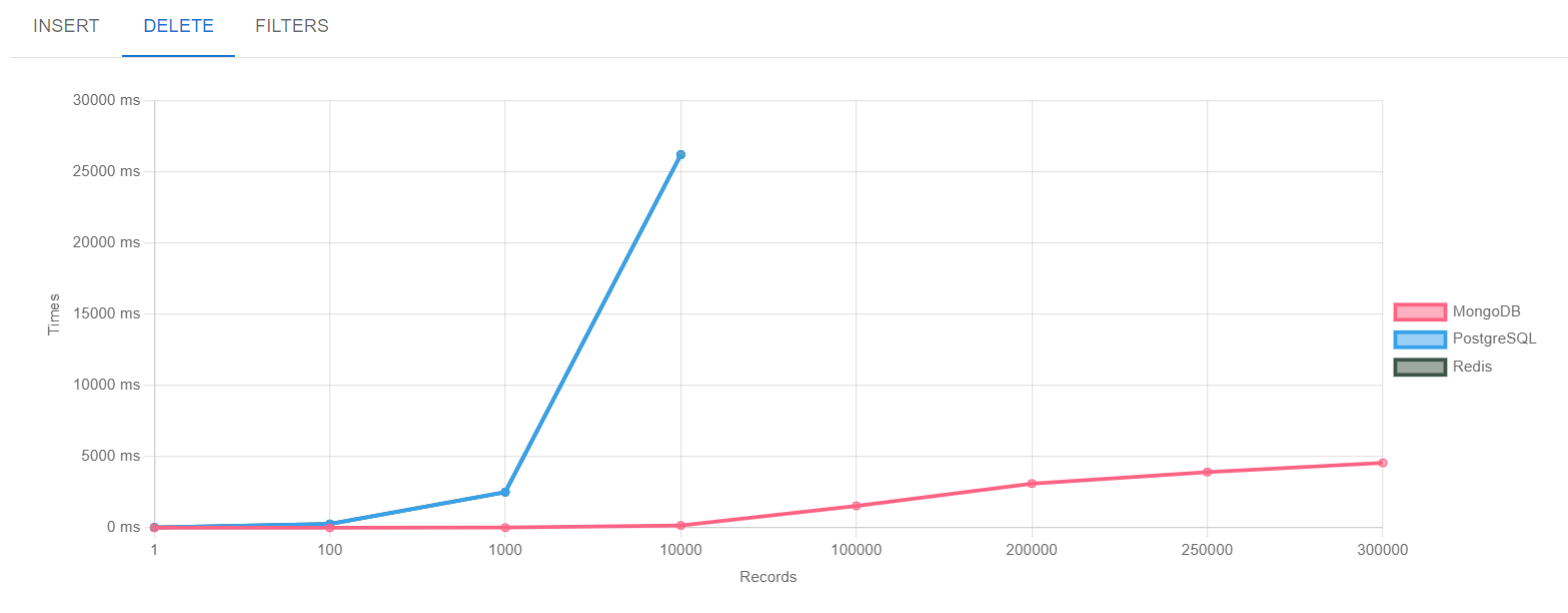 INSERT DELETE FILTERS
30000 ms
25000 ms
20000 ms
15000 ms
10000 ms
5000 ms
0 ms
Times
1 100 1000 10000 100000 200000 250000 300000
Records
MongoDB
PostgreSQL
Redis